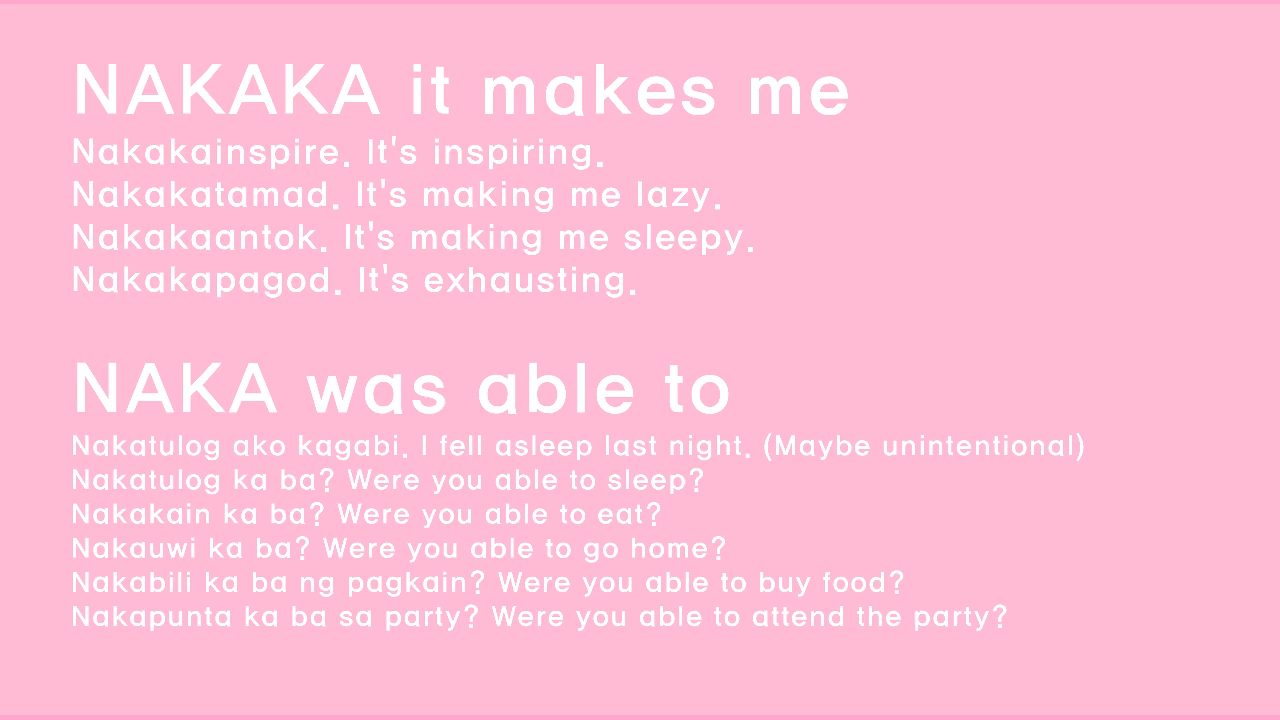 NAKAKA it makes me
Nakakainspire. It's inspiring.
Nakakatamad. It's making me lazy.
Nakakaantok. It's making me sleepy.
Nakakapagod. It's exhausting.
NAKA was able to
Nakatulog ako kagabi. I fell asleep last night. (Maybe unintentional)
Nakatulog ka ba? Were you able to sleep?
Nakakain ka ba? Were you able to eat?
Nakauwi ka ba? Were you able to go home?
Nakabili ka ba ng pagkain? Were you able to buy food?
Nakapunta ka ba sa party? Were you able to attend the party?